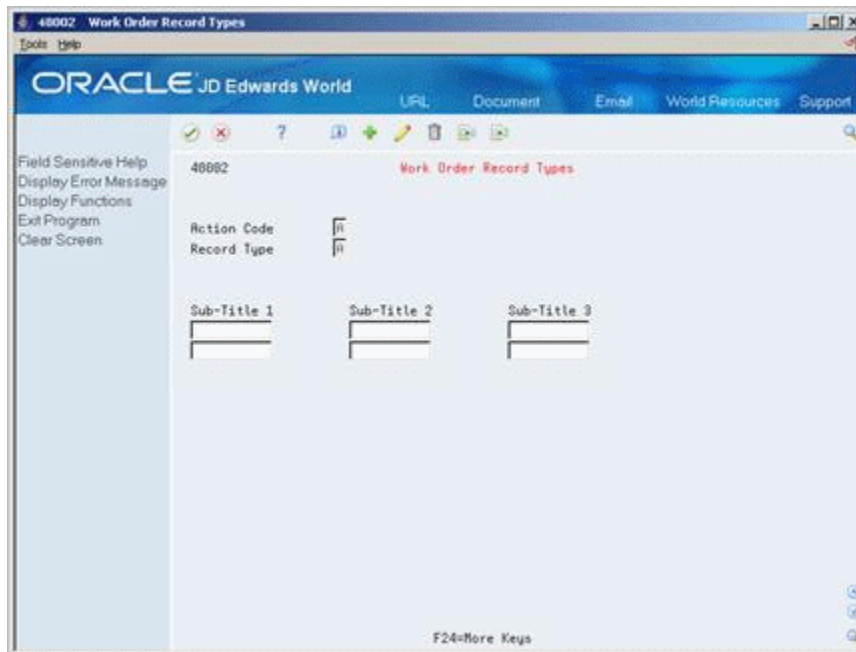 48002 Work Order Record Types
Tools Help
ORACLE JD Edwards World
URL Document Email World Resources Support
Field Sensitive Help
Display Error Message
Display Functions
Exit Program
Clear Screen
48002 Work Order Record Types
Action Code
Record Type A
Sub-Title 1 Sub-Title 2 Sub-Title 3
F24=More Keys